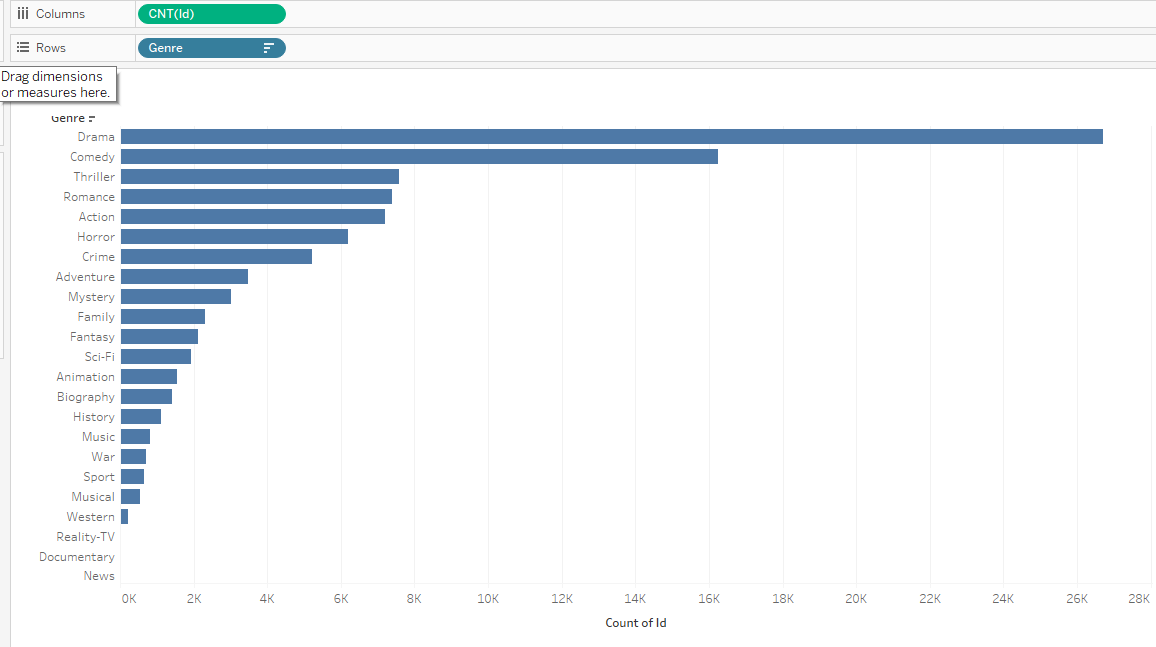 Columns
CNT(Id)
Rows
Genre
Drag dimensions
or measures here.
Genre
Drama
Comedy
Thriller
Romance
Action
Horror
Crime
Adventure
Mystery
Family
Fantasy
Sci-Fi
Animation
Biography
History
Music
War
Sport
Musical
Western
Reality-TV
Documentary
News
0K 2K 4K 6K 8K 10K 12K 14K 16K 18K 20K 22K 24K 26K 28K
Count of Id